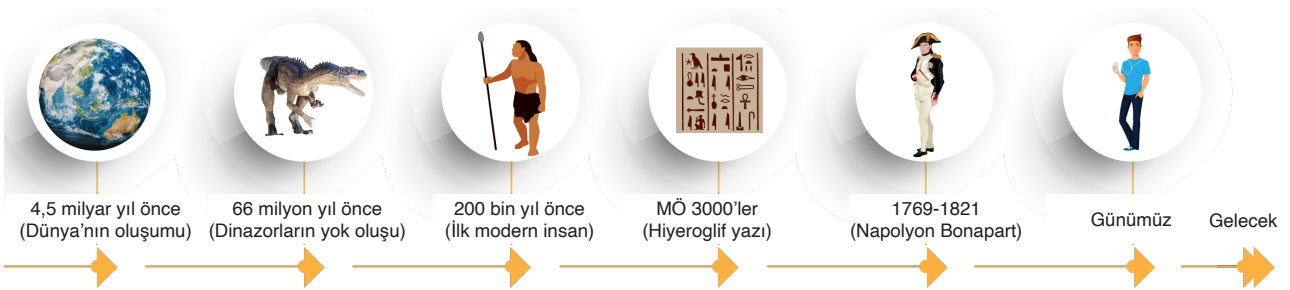 4,5 milyar yıl önce
(Dünya’nın oluşumu)
66 milyon yıl önce
(Dinazorların yok oluşu)
200 bin yıl önce
(İlk modern insan)
MÖ 3000’ler
(Hiyeroglif yazı)
1769-1821
(Napolyon Bonapart)
Günümüz
Gelecek